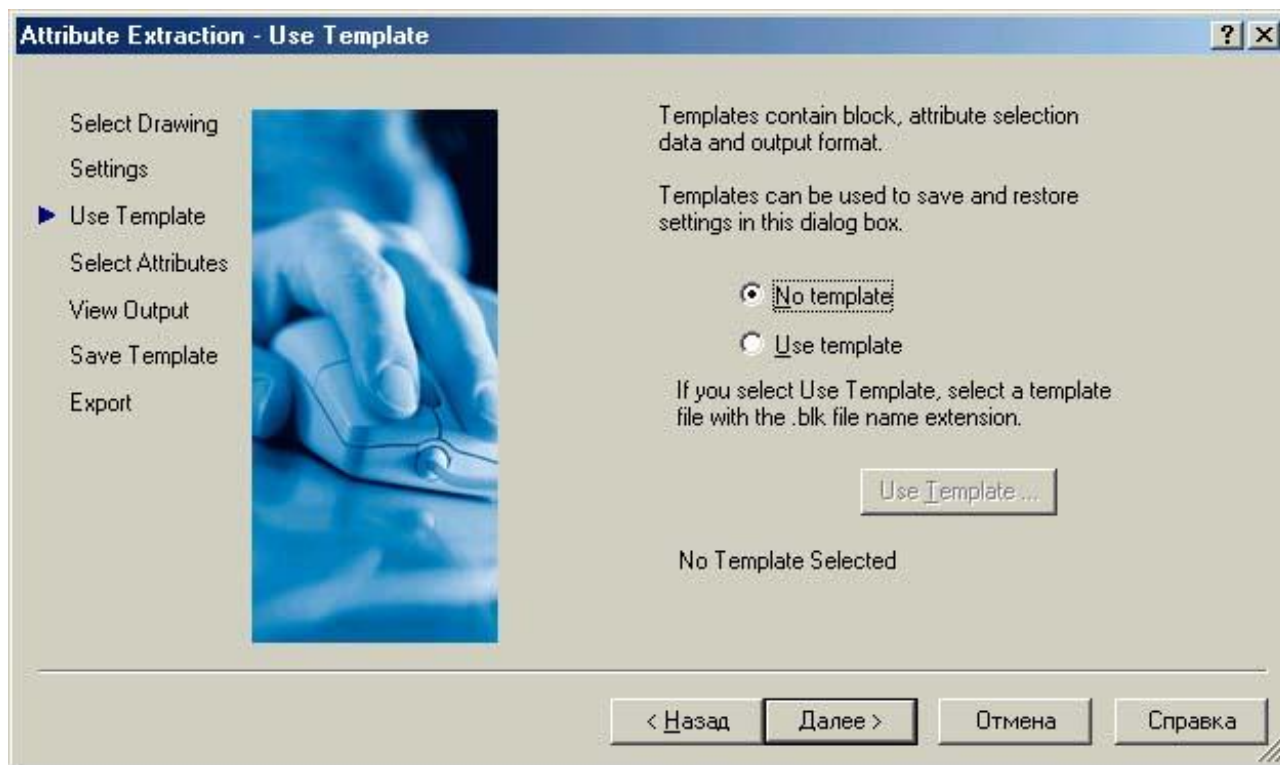 Attribute Extraction - Use Template
Select Drawing
Settings
Use Template
Select Attributes
View Output
Save Template
Export
Templates contain block, attribute selection
data and output format.
Templates can be used to save and restore
settings in this dialog box.
No template
Use template
If you select Use Template, select a template
file with the .blk file name extension.
Use Template ...
No Template Selected
< Назад
Далее >
Отмена
Справка